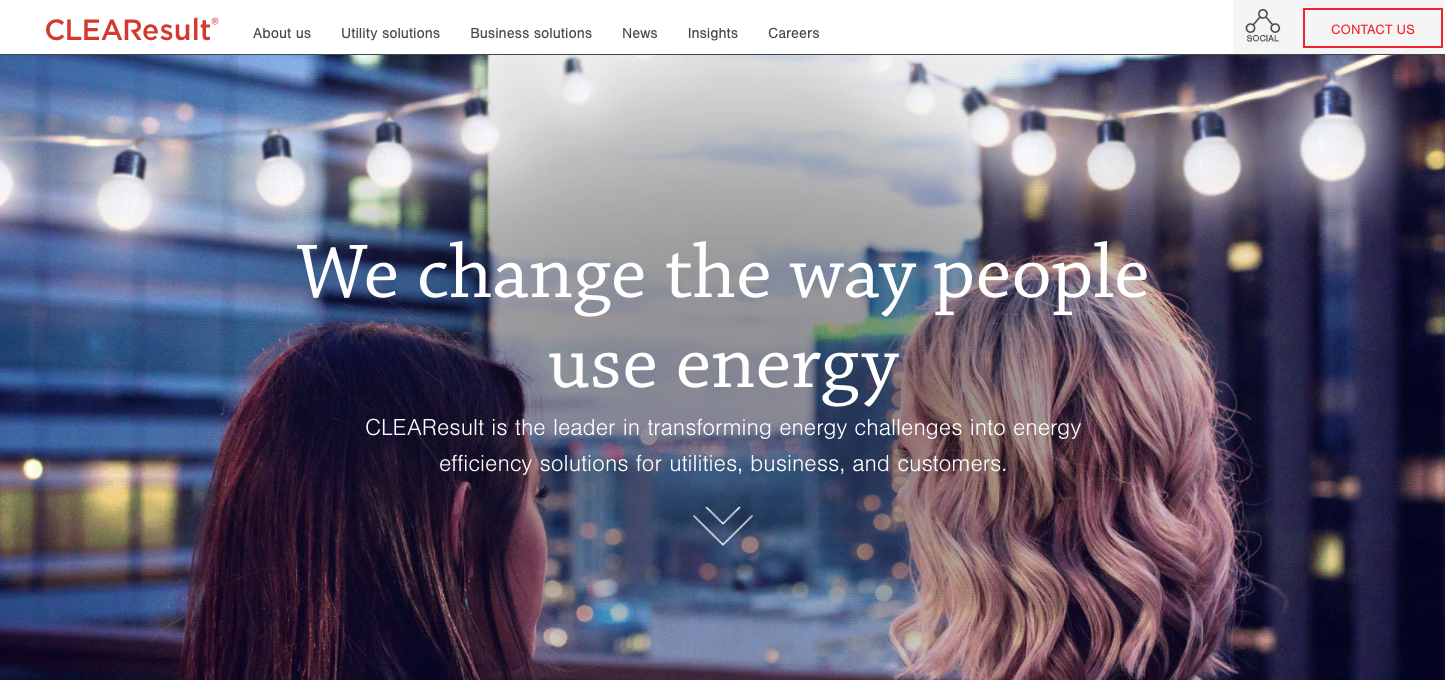 CLEAResult®
About us
Utility solutions
Business solutions
News
Insights
Careers
SOCIAL
CONTACT US
We change the way people
use energy
CLEAResult is the leader in transforming energy challenges into energy
efficiency solutions for utilities, business, and customers.